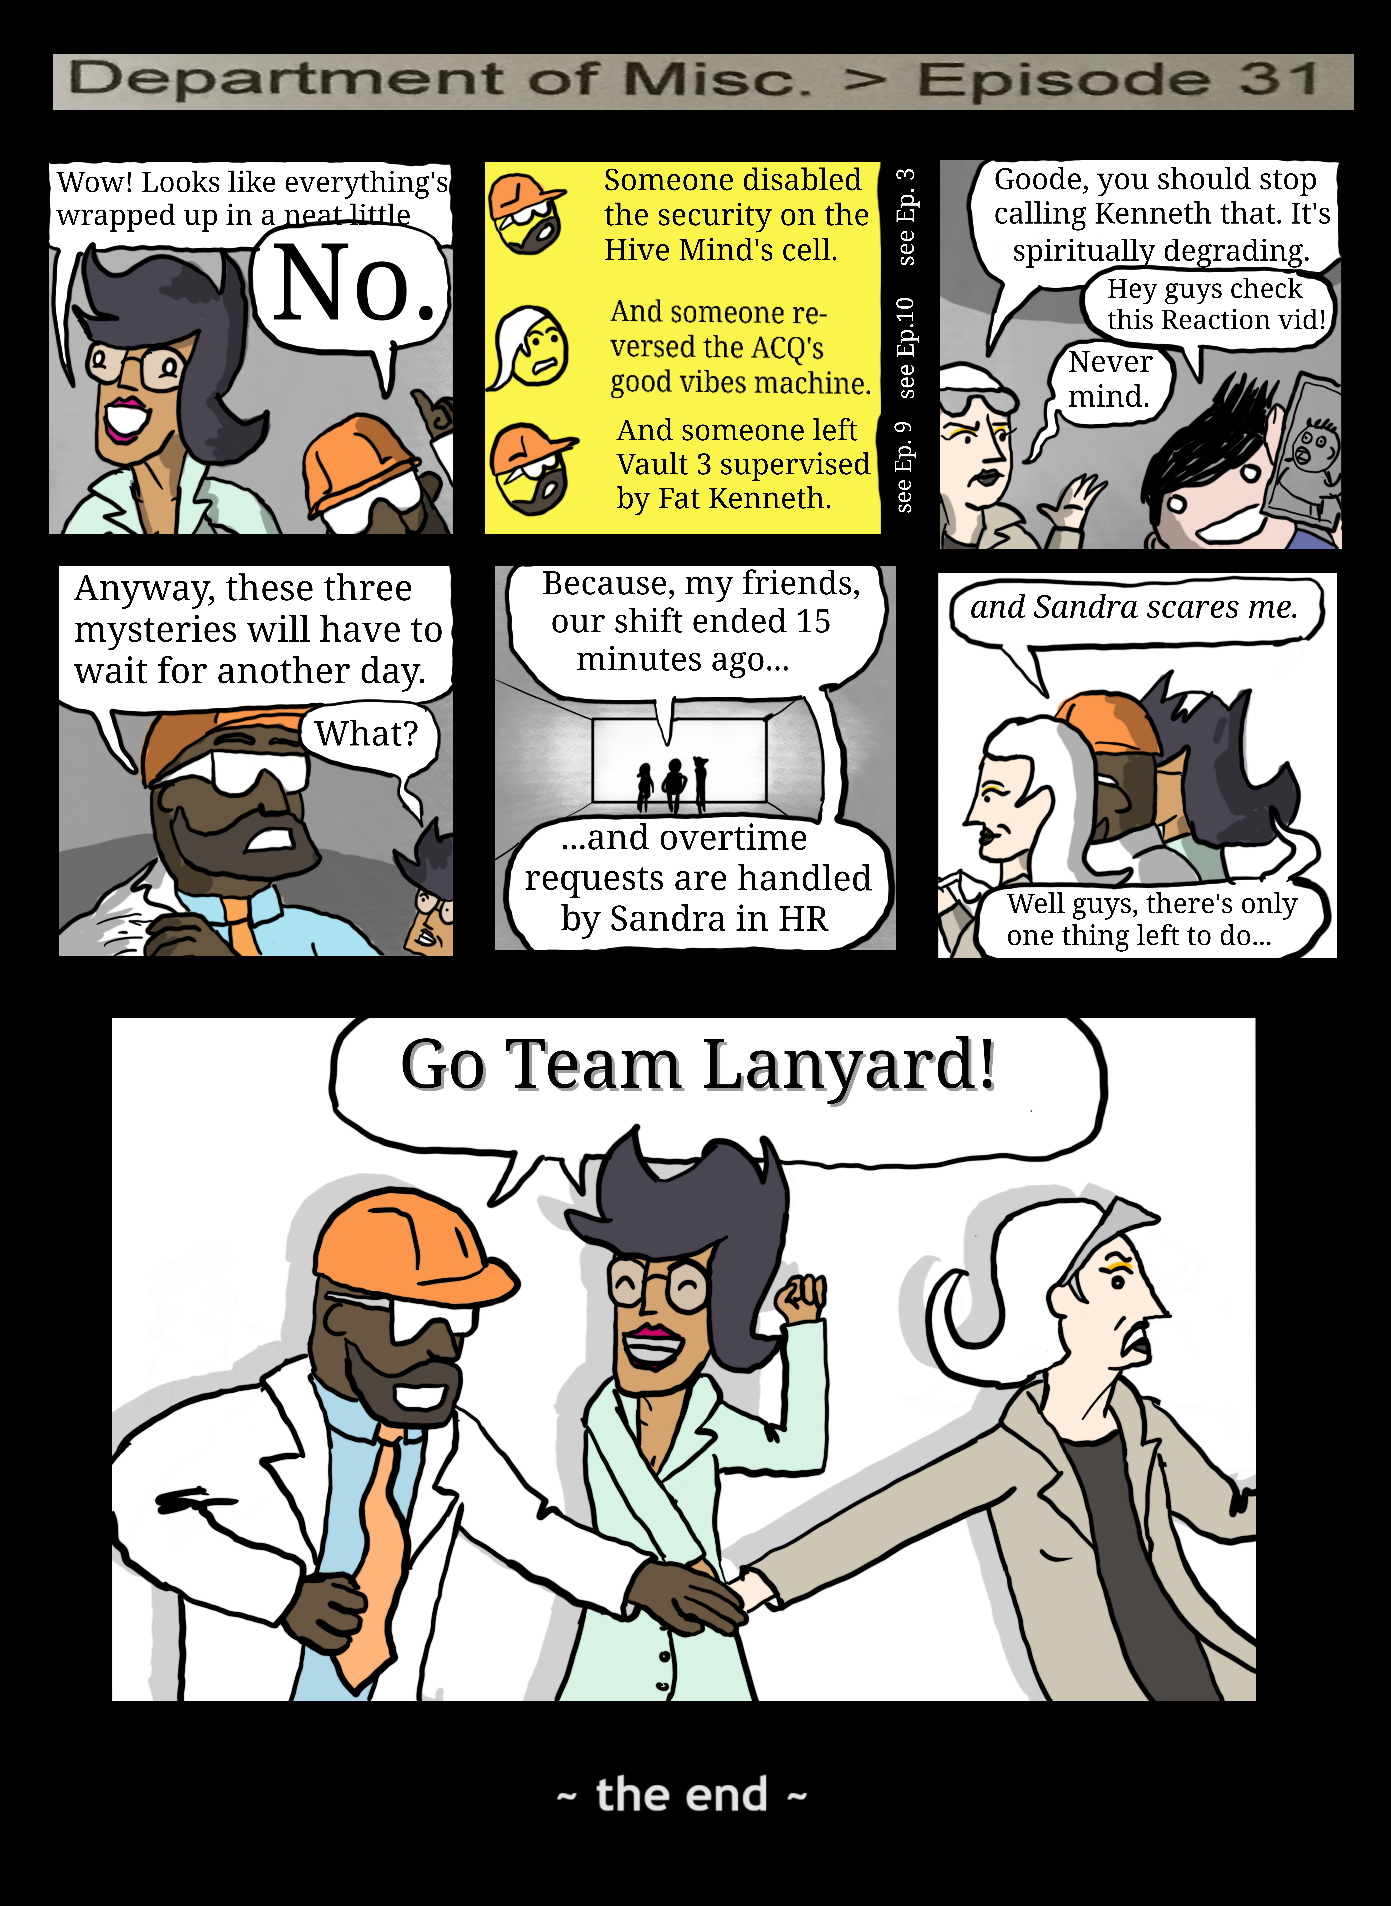 Department of Misc. > Episode 31
Wow! Looks like everything's
wrapped up in a neat little
No.
Someone disabled
the security on the
Hive Mind's cell.
see Ep. 3
And someone re-
versed the ACQ's
good vibes machine.
see Ep.10
And someone left
Vault 3 supervised
by Fat Kenneth.
see Ep. 9
Goode, you should stop
calling Kenneth that. It's
spiritually degrading.
Hey guys check
this Reaction vid!
Never
mind.
Anyway, these three
mysteries will have to
wait for another day.
What?
Because, my friends,
our shift ended 15
minutes ago...
...and overtime
requests are handled
by Sandra in HR
and Sandra scares me.
Well guys, there's only
one thing left to do...
Go Team Lanyard!
~ the end ~